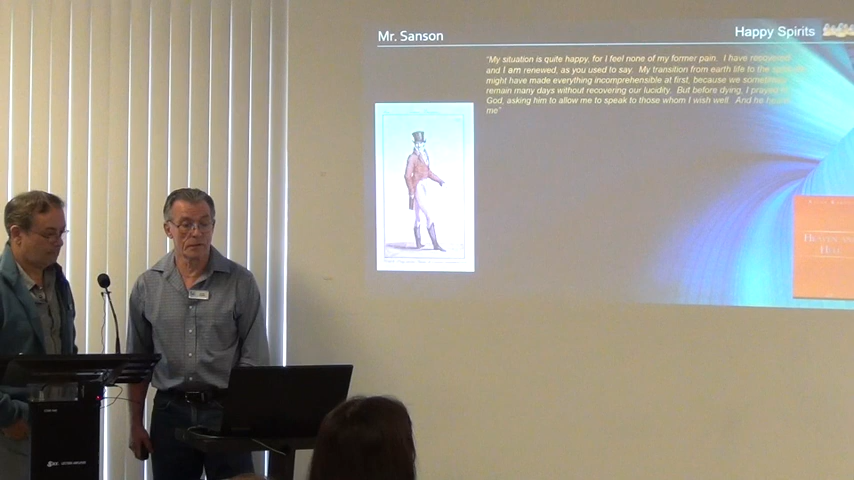 Mr. Sanson
Happy Spirits
"My situation is quite happy, for I feel none of my former pain. I have recovered
and I am renewed, as you used to say. My transition from earth life to the
might have made everything incomprehensible at first, because we sometimes
remain many days without recovering our lucidity. But before dying, I prayed to
God, asking him to allow me to speak to those whom I wish well. And he
me"
HEAVEN AND
HELL